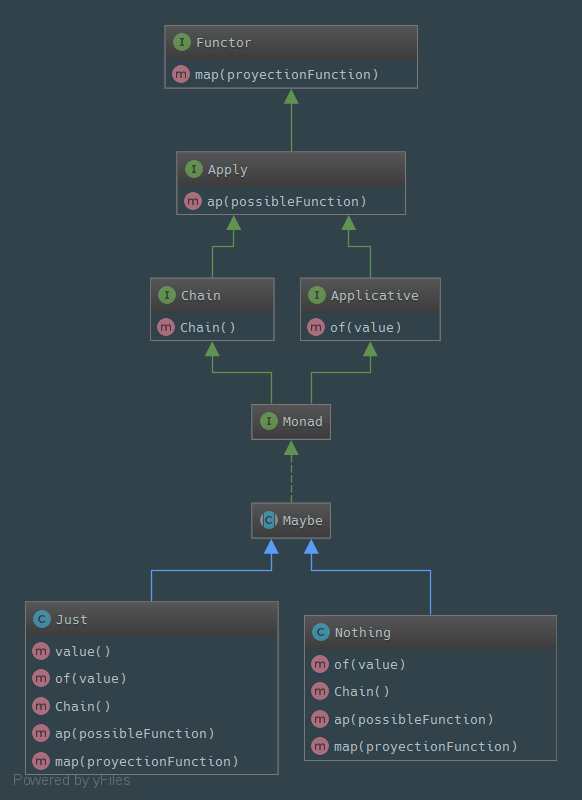 Functor
map(proyectionFunction)
Apply
ap(possibleFunction)
Chain
Chain()
Applicative
of(value)
Monad
Maybe
Just
value()
of(value)
Chain()
ap(possibleFunction)
map(proyectionFunction)
Nothing
of(value)
Chain()
ap(possibleFunction)
map(proyectionFunction)
Powered by yFiles